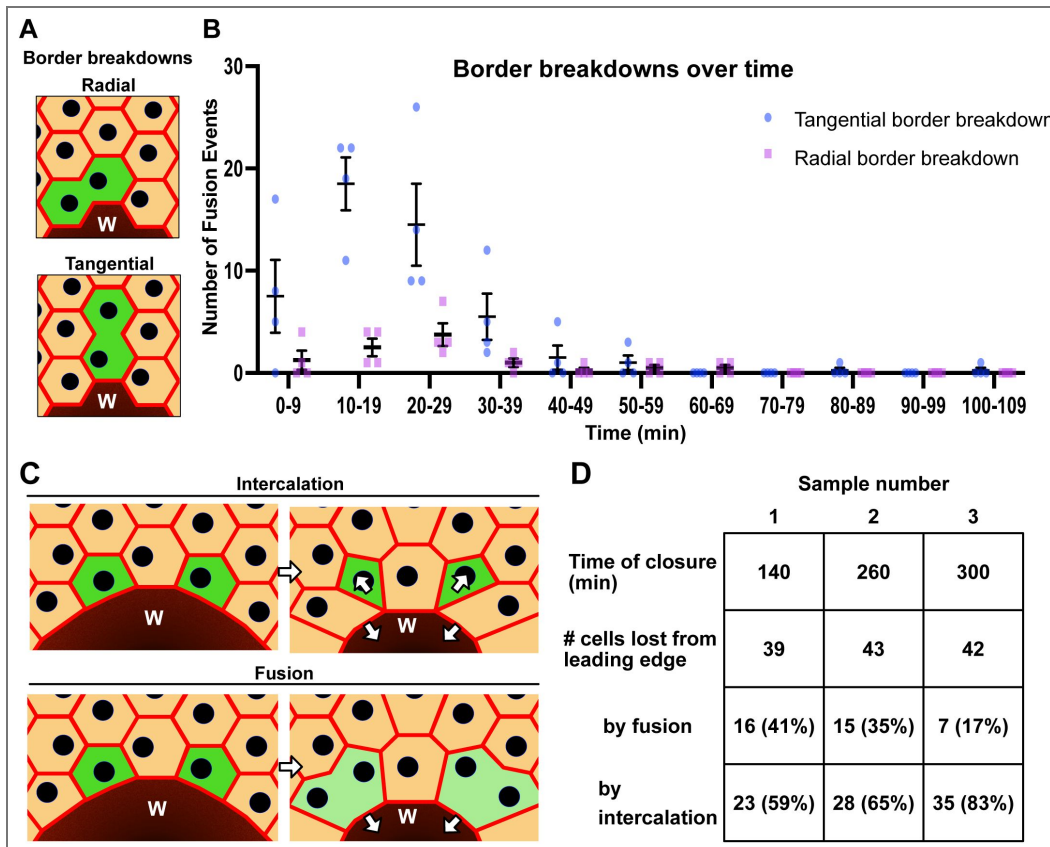 A
Border breakdowns
Radial
W
Tangential
W
B
Border breakdowns over time
Number of Fusion Events
30
20
10
0
Tangential border breakdown
Radial border breakdown
0-9 10-19 20-29 30-39 40-49 50-59 60-69 70-79 80-89 90-99 100-109
Time (min)
C
Intercalation
W W
Fusion
W W
D
Sample number
1 2 3
Time of closure
(min) 140 260 300
# cells lost from
leading edge 39 43 42
by fusion 16 (41%) 15 (35%) 7 (17%)
by
intercalation 23 (59%) 28 (65%) 35 (83%)